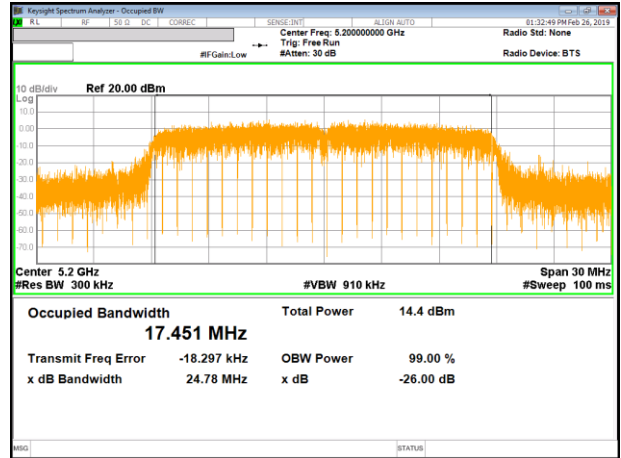 Keysight Spectrum Analyzer - Occupied BW
RL RF 50 Ω DC CORREC SENSE:INT ALIGN AUTO 01:32:49 PM Feb 26, 2019
Center Freq: 5.200000000 GHz Radio Std: None
Trig: Free Run
#IFGain:Low #Atten: 30 dB Radio Device: BTS
10 dB/div Ref 20.00 dBm
Log
10.0
0.00
-10.0
-20.0
-30.0
-40.0
-50.0
-60.0
-70.0
Center 5.2 GHz Span 30 MHz
#Res BW 300 kHz #VBW 910 kHz #Sweep 100 ms
Occupied Bandwidth Total Power 14.4 dBm
17.451 MHz
Transmit Freq Error -18.297 kHz OBW Power 99.00 %
x dB Bandwidth 24.78 MHz x dB -26.00 dB
MSG STATUS